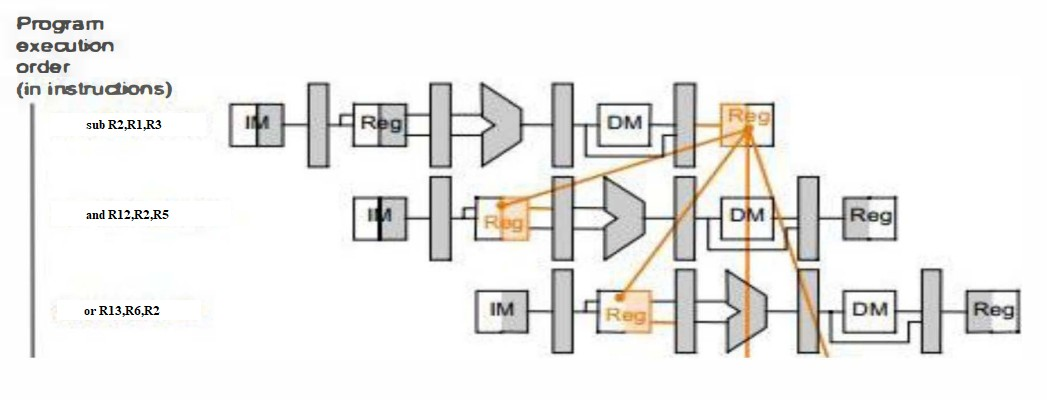 Program
execution
order
(in instructions)
sub R2,R1,R3
IM
Reg
DM
Reg
and R12,R2,R5
IM
Reg
DM
Reg
or R13,R6,R2
IM
Reg
DM
Reg